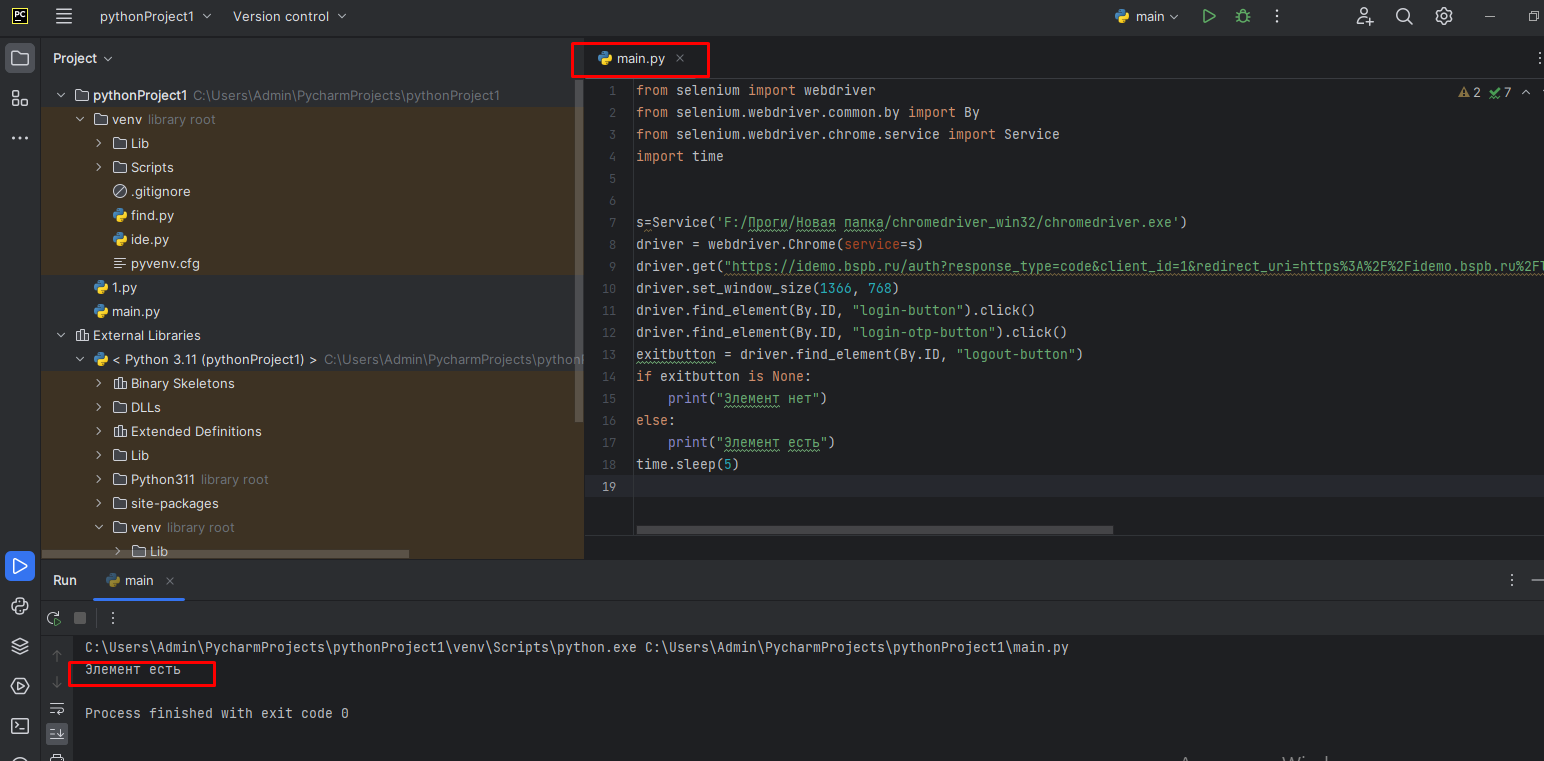 PC pythonProject1 Version control main
Project
main.py
pythonProject1 C:\Users\Admin\PycharmProjects\pythonProject1
venv library root
Lib
Scripts
.gitignore
find.py
ide.py
pyvenv.cfg
1.py
main.py
External Libraries
< Python 3.11 (pythonProject1) > C:\Users\Admin\PycharmProjects\python
Binary Skeletons
DLLs
Extended Definitions
Lib
Python311 library root
site-packages
venv library root
Lib
2 7
1 from selenium import webdriver
2 from selenium.webdriver.common.by import By
3 from selenium.webdriver.chrome.service import Service
4 import time
5
6
7 s=Service('F:/Проги/Новая папка/chromedriver_win32/chromedriver.exe')
8 driver = webdriver.Chrome(service=s)
9 driver.get("https://idemo.bspb.ru/auth?response_type=code&client_id=1&redirect_uri=https%3A%2F%2Fidemo.bspb.ru%2F
10 driver.set_window_size(1366, 768)
11 driver.find_element(By.ID, "login-button").click()
12 driver.find_element(By.ID, "login-otp-button").click()
13 exitbutton = driver.find_element(By.ID, "logout-button")
14 if exitbutton is None:
15 print("Элемент нет")
16 else:
17 print("Элемент есть")
18 time.sleep(5)
19
Run main
C:\Users\Admin\PycharmProjects\pythonProject1\venv\Scripts\python.exe C:\Users\Admin\PycharmProjects\pythonProject1\main.py
Элемент есть
Process finished with exit code 0